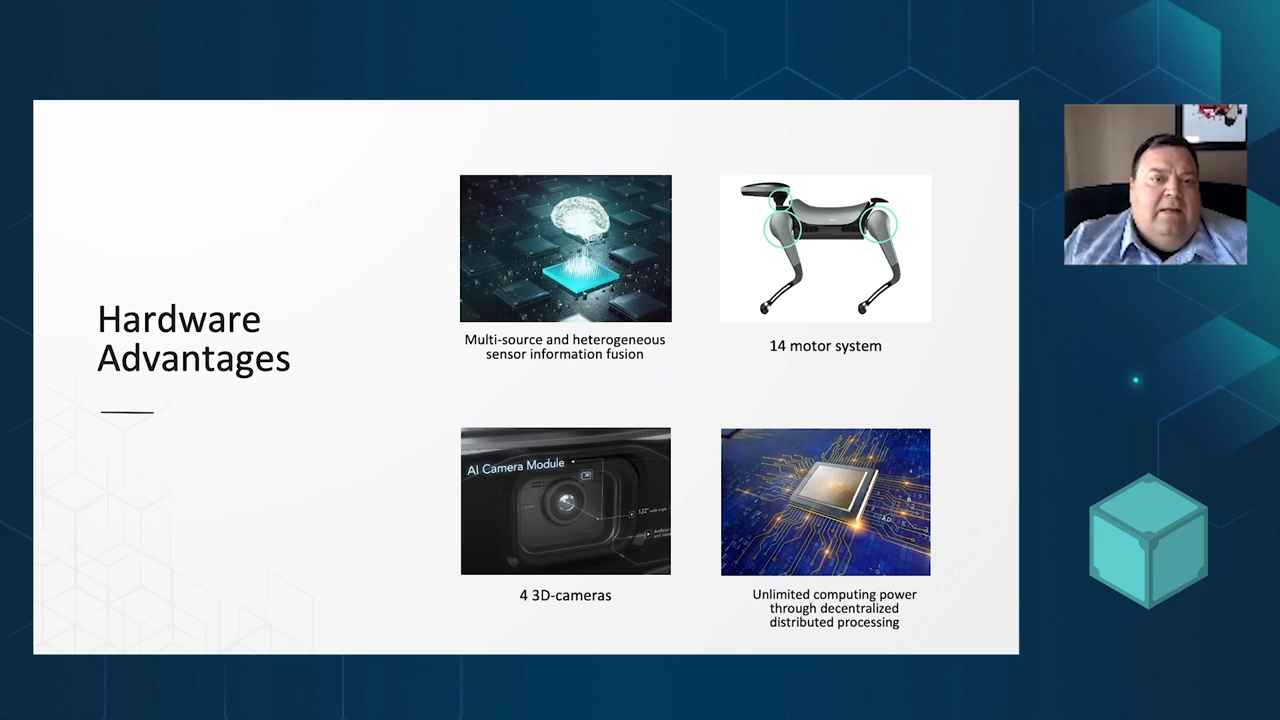 Hardware
Advantages
Multi-source and heterogeneous
sensor information fusion
14 motor system
AI Camera Module
122°
4 3D-cameras
Unlimited computing power
through decentralized
distributed processing